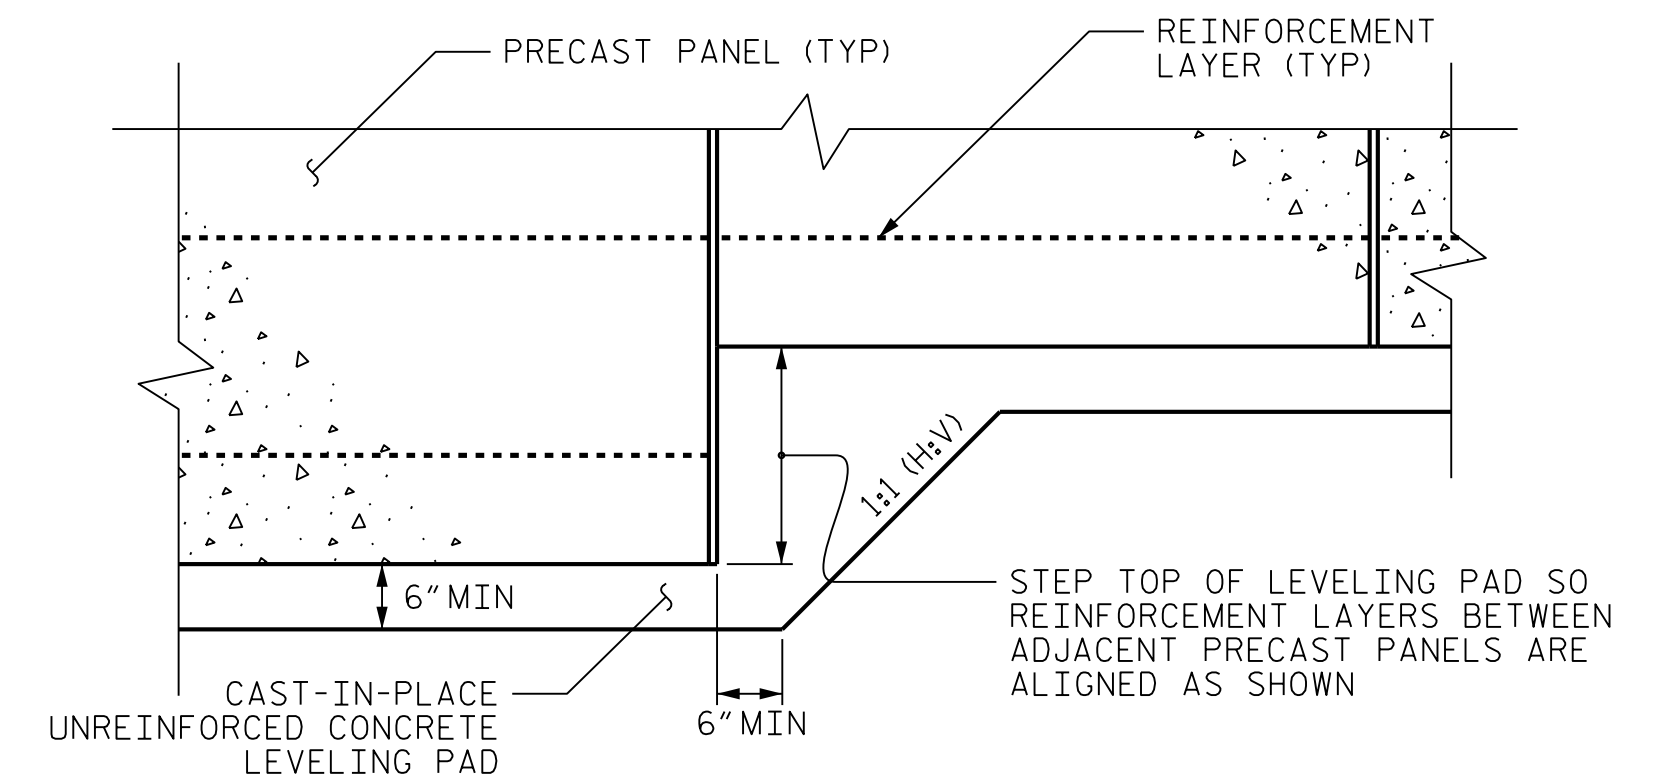 PRECAST PANEL (TYP)
REINFORCEMENT
LAYER (TYP)
1:1 (H:V)
6" MIN
STEP TOP OF LEVELING PAD SO
REINFORCEMENT LAYERS BETWEEN
ADJACENT PRECAST PANELS ARE
ALIGNED AS SHOWN
CAST-IN-PLACE
UNREINFORCED CONCRETE
LEVELING PAD
6" MIN